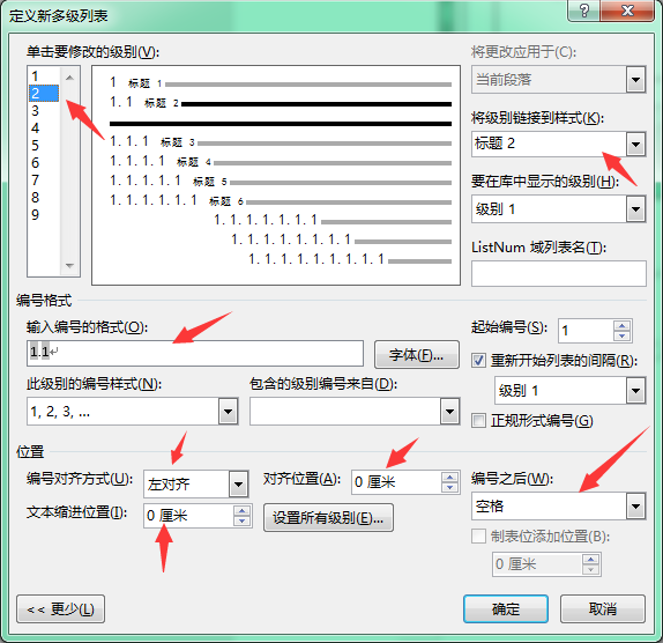 定义新多级列表
单击要修改的级别(V):
1
2
3
4
5
6
7
8
9
1 标题 1
1.1 标题 2
1.1.1 标题 3
1.1.1.1 标题 4
1.1.1.1.1 标题 5
1.1.1.1.1.1 标题 6
1.1.1.1.1.1.1
1.1.1.1.1.1.1.1
1.1.1.1.1.1.1.1.1
将更改应用于(C):
当前段落
将级别链接到样式(K):
标题 2
要在库中显示的级别(H):
级别 1
ListNum 域列表名(T):
编号格式
输入编号的格式(O):
1.1
字体(F)...
此级别的编号样式(N):
1, 2, 3, ...
包含的级别编号来自(D):
起始编号(S):
1
重新开始列表的间隔(R):
级别 1
正规形式编号(G)
位置
编号对齐方式(U):
左对齐
对齐位置(A):
0 厘米
文本缩进位置(I):
0 厘米
设置所有级别(E)...
编号之后(W):
空格
制表位添加位置(B):
0 厘米
<< 更少(L)
确定
取消